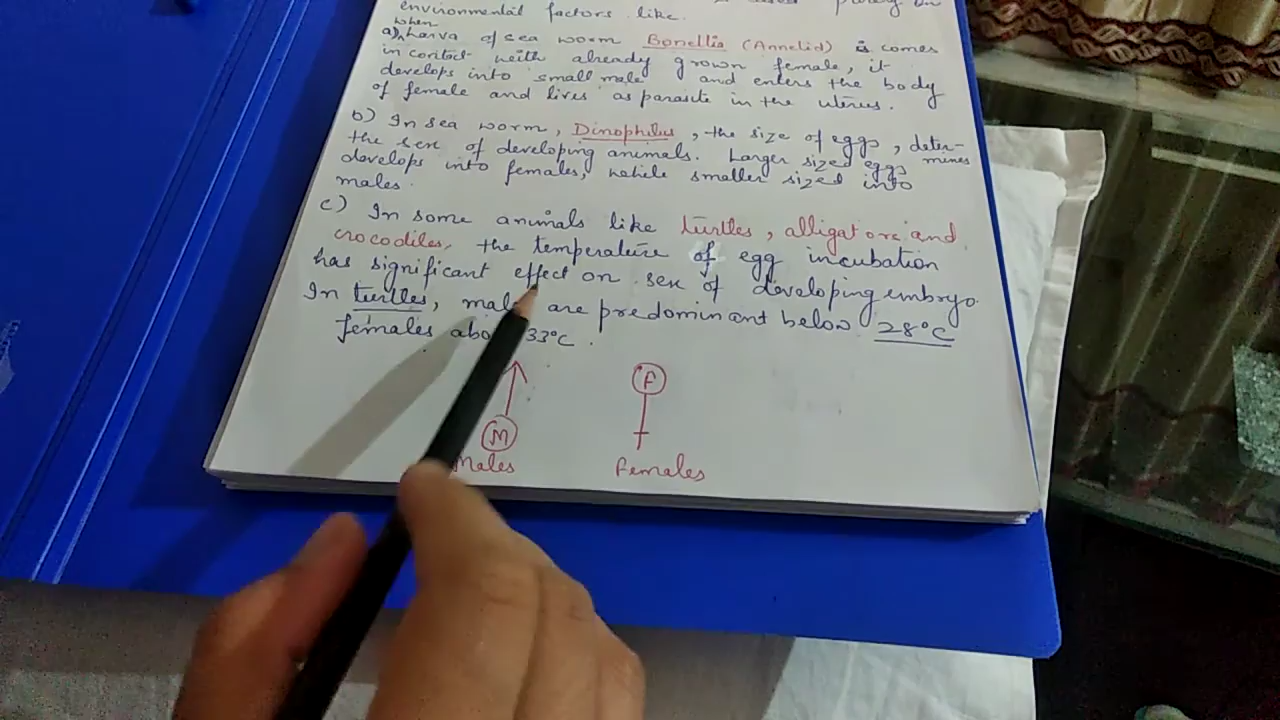 environmental factors like.
when
a) Larva of sea worm Bonellia (Annelid) is comes
in contact with already grown female, it
develops into small male and enters the body
of female and lives as parasite in the uterus.
b) In sea worm, Dinophilus, the size of eggs, deter-
mines
the sex of developing animals. Larger sized eggs
develops into females, while smaller sized into
males.
c) In some animals like turtles, alligators and
crocodiles, the temperature of egg incubation
has significant effect on sex of developing embryo.
In turtles, males are predominant below 28°C
females 33°C.
M
F
Males
Females